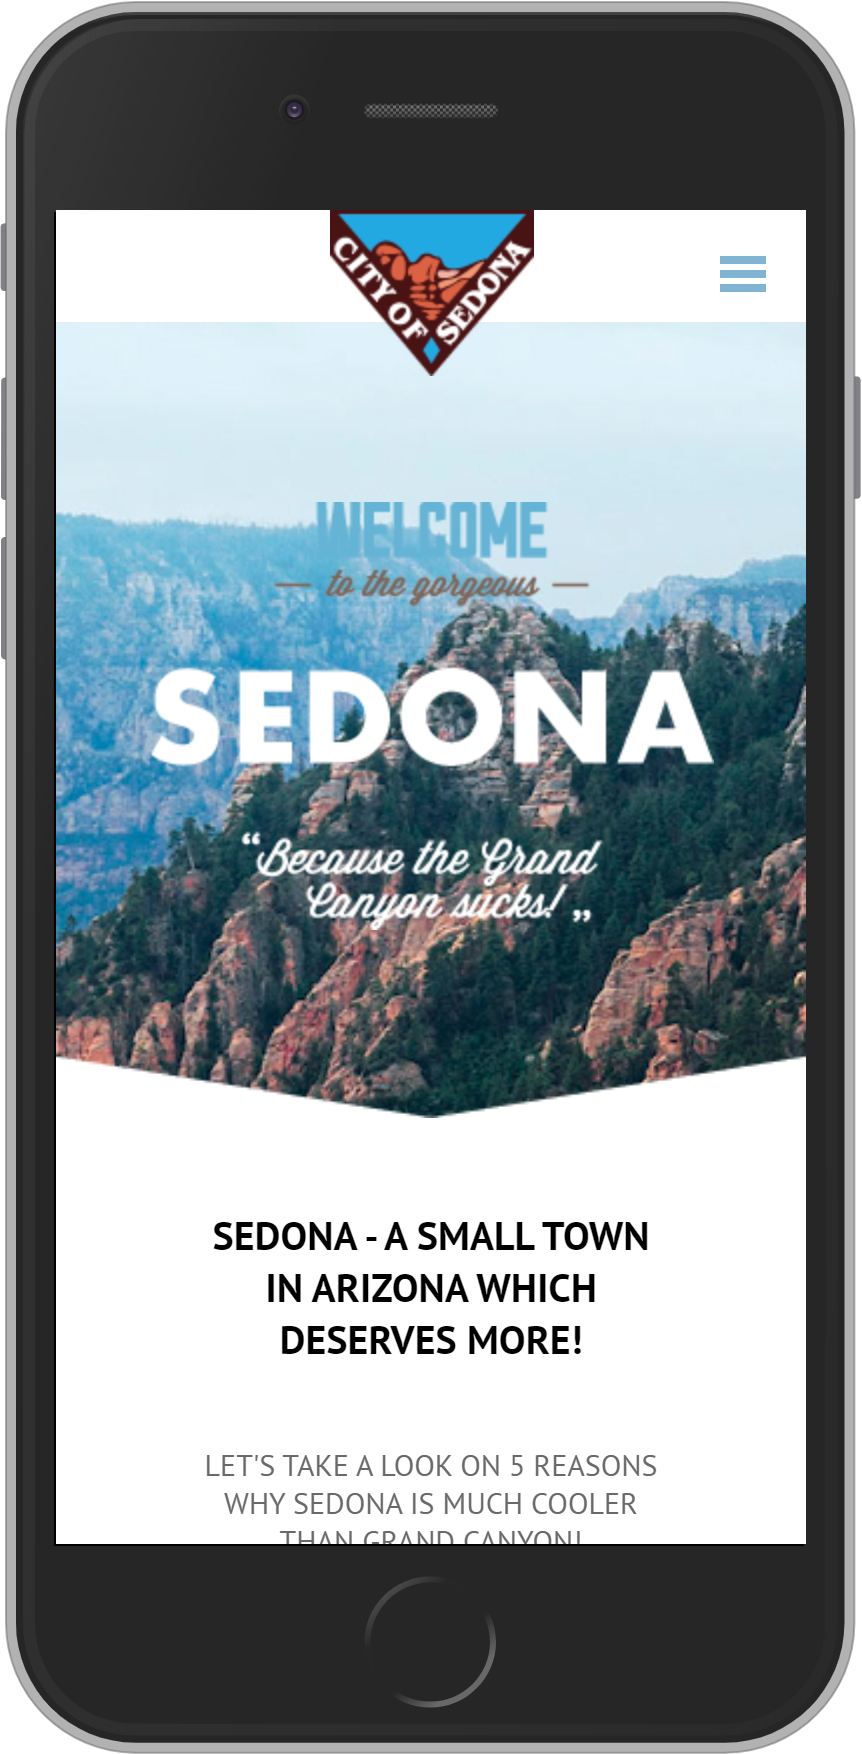 CITY OF SEDONA
WELCOME
— to the gorgeous —
SEDONA
“Because the Grand
Canyon sucks! „
SEDONA - A SMALL TOWN
IN ARIZONA WHICH
DESERVES MORE!
LET'S TAKE A LOOK ON 5 REASONS
WHY SEDONA IS MUCH COOLER
THAN GRAND CANYON!